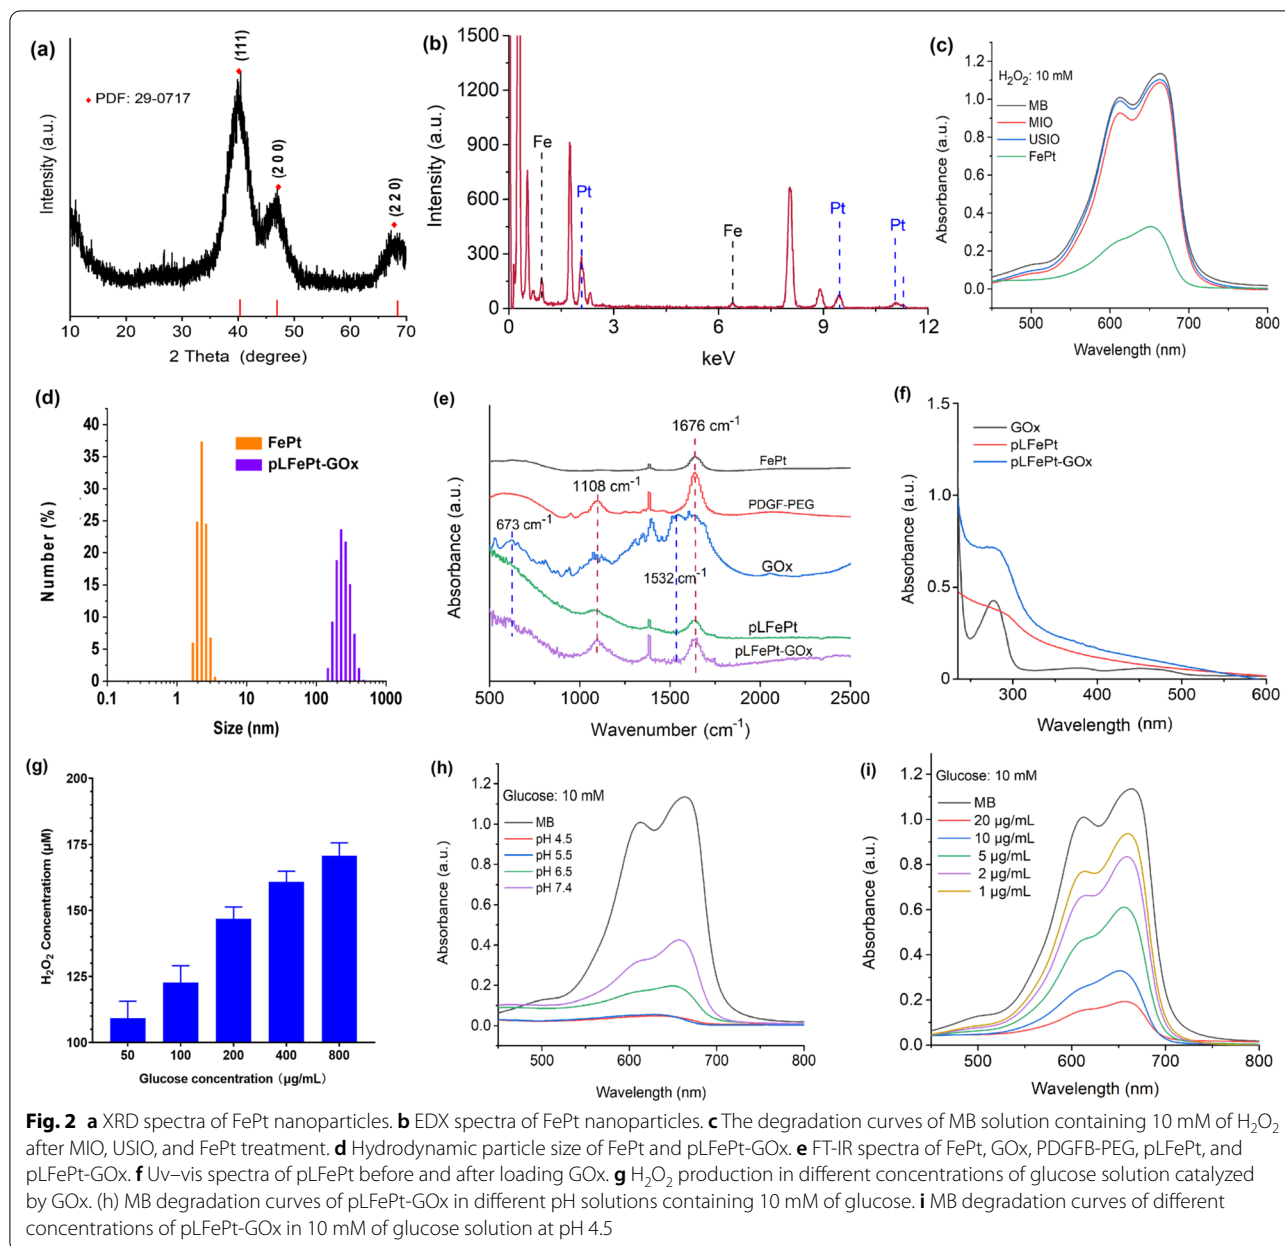 (a)
(111)
PDF: 29-0717
(2 0 0)
(2 2 0)
Intensity (a.u.)
10 20 30 40 50 60 70
2 Theta (degree)
(b)
1500
1200
900
600
300
0
Intensity (a.u.)
Fe
Pt
Fe
Pt
Pt
0 3 6 9 12
keV
(c)
H2O2: 10 mM
MB
MIO
USIO
FePt
1.2
1.0
0.8
0.6
0.4
0.2
0.0
Absorbance (a.u.)
500 600 700 800
Wavelength (nm)
(d)
40
35
30
25
20
15
10
5
0
Number (%)
FePt
pLFePt-GOx
0.1 1 10 100 1000
Size (nm)
(e)
1676 cm-1
FePt
1108 cm-1
PDGF-PEG
673 cm-1
GOx
1532 cm-1
pLFePt
pLFePt-GOx
Absorbance (a.u.)
500 1000 1500 2000 2500
Wavenumber (cm-1)
(f)
1.5
1.0
0.5
0.0
GOx
pLFePt
pLFePt-GOx
Absorbance (a.u.)
300 400 500 600
Wavelength (nm)
(g)
200
175
150
125
100
H2O2 Concentratiom (μM)
50 100 200 400 800
Glucose concentration (μg/mL)
(h)
Glucose: 10 mM
MB
pH 4.5
pH 5.5
pH 6.5
pH 7.4
1.2
1.0
0.8
0.6
0.4
0.2
0.0
Absorbance (a.u.)
500 600 700 800
Wavelength (nm)
(i)
Glucose: 10 mM
MB
20 μg/mL
10 μg/mL
5 μg/mL
2 μg/mL
1 μg/mL
1.2
1.0
0.8
0.6
0.4
0.2
0.0
Absorbance (a.u.)
500 600 700 800
Wavelength (nm)
Fig. 2 a XRD spectra of FePt nanoparticles. b EDX spectra of FePt nanoparticles. c The degradation curves of MB solution containing 10 mM of H2O2
after MIO, USIO, and FePt treatment. d Hydrodynamic particle size of FePt and pLFePt-GOx. e FT-IR spectra of FePt, GOx, PDGFB-PEG, pLFePt, and
pLFePt-GOx. f Uv–vis spectra of pLFePt before and after loading GOx. g H2O2 production in different concentrations of glucose solution catalyzed
by GOx. (h) MB degradation curves of pLFePt-GOx in different pH solutions containing 10 mM of glucose. i MB degradation curves of different
concentrations of pLFePt-GOx in 10 mM of glucose solution at pH 4.5